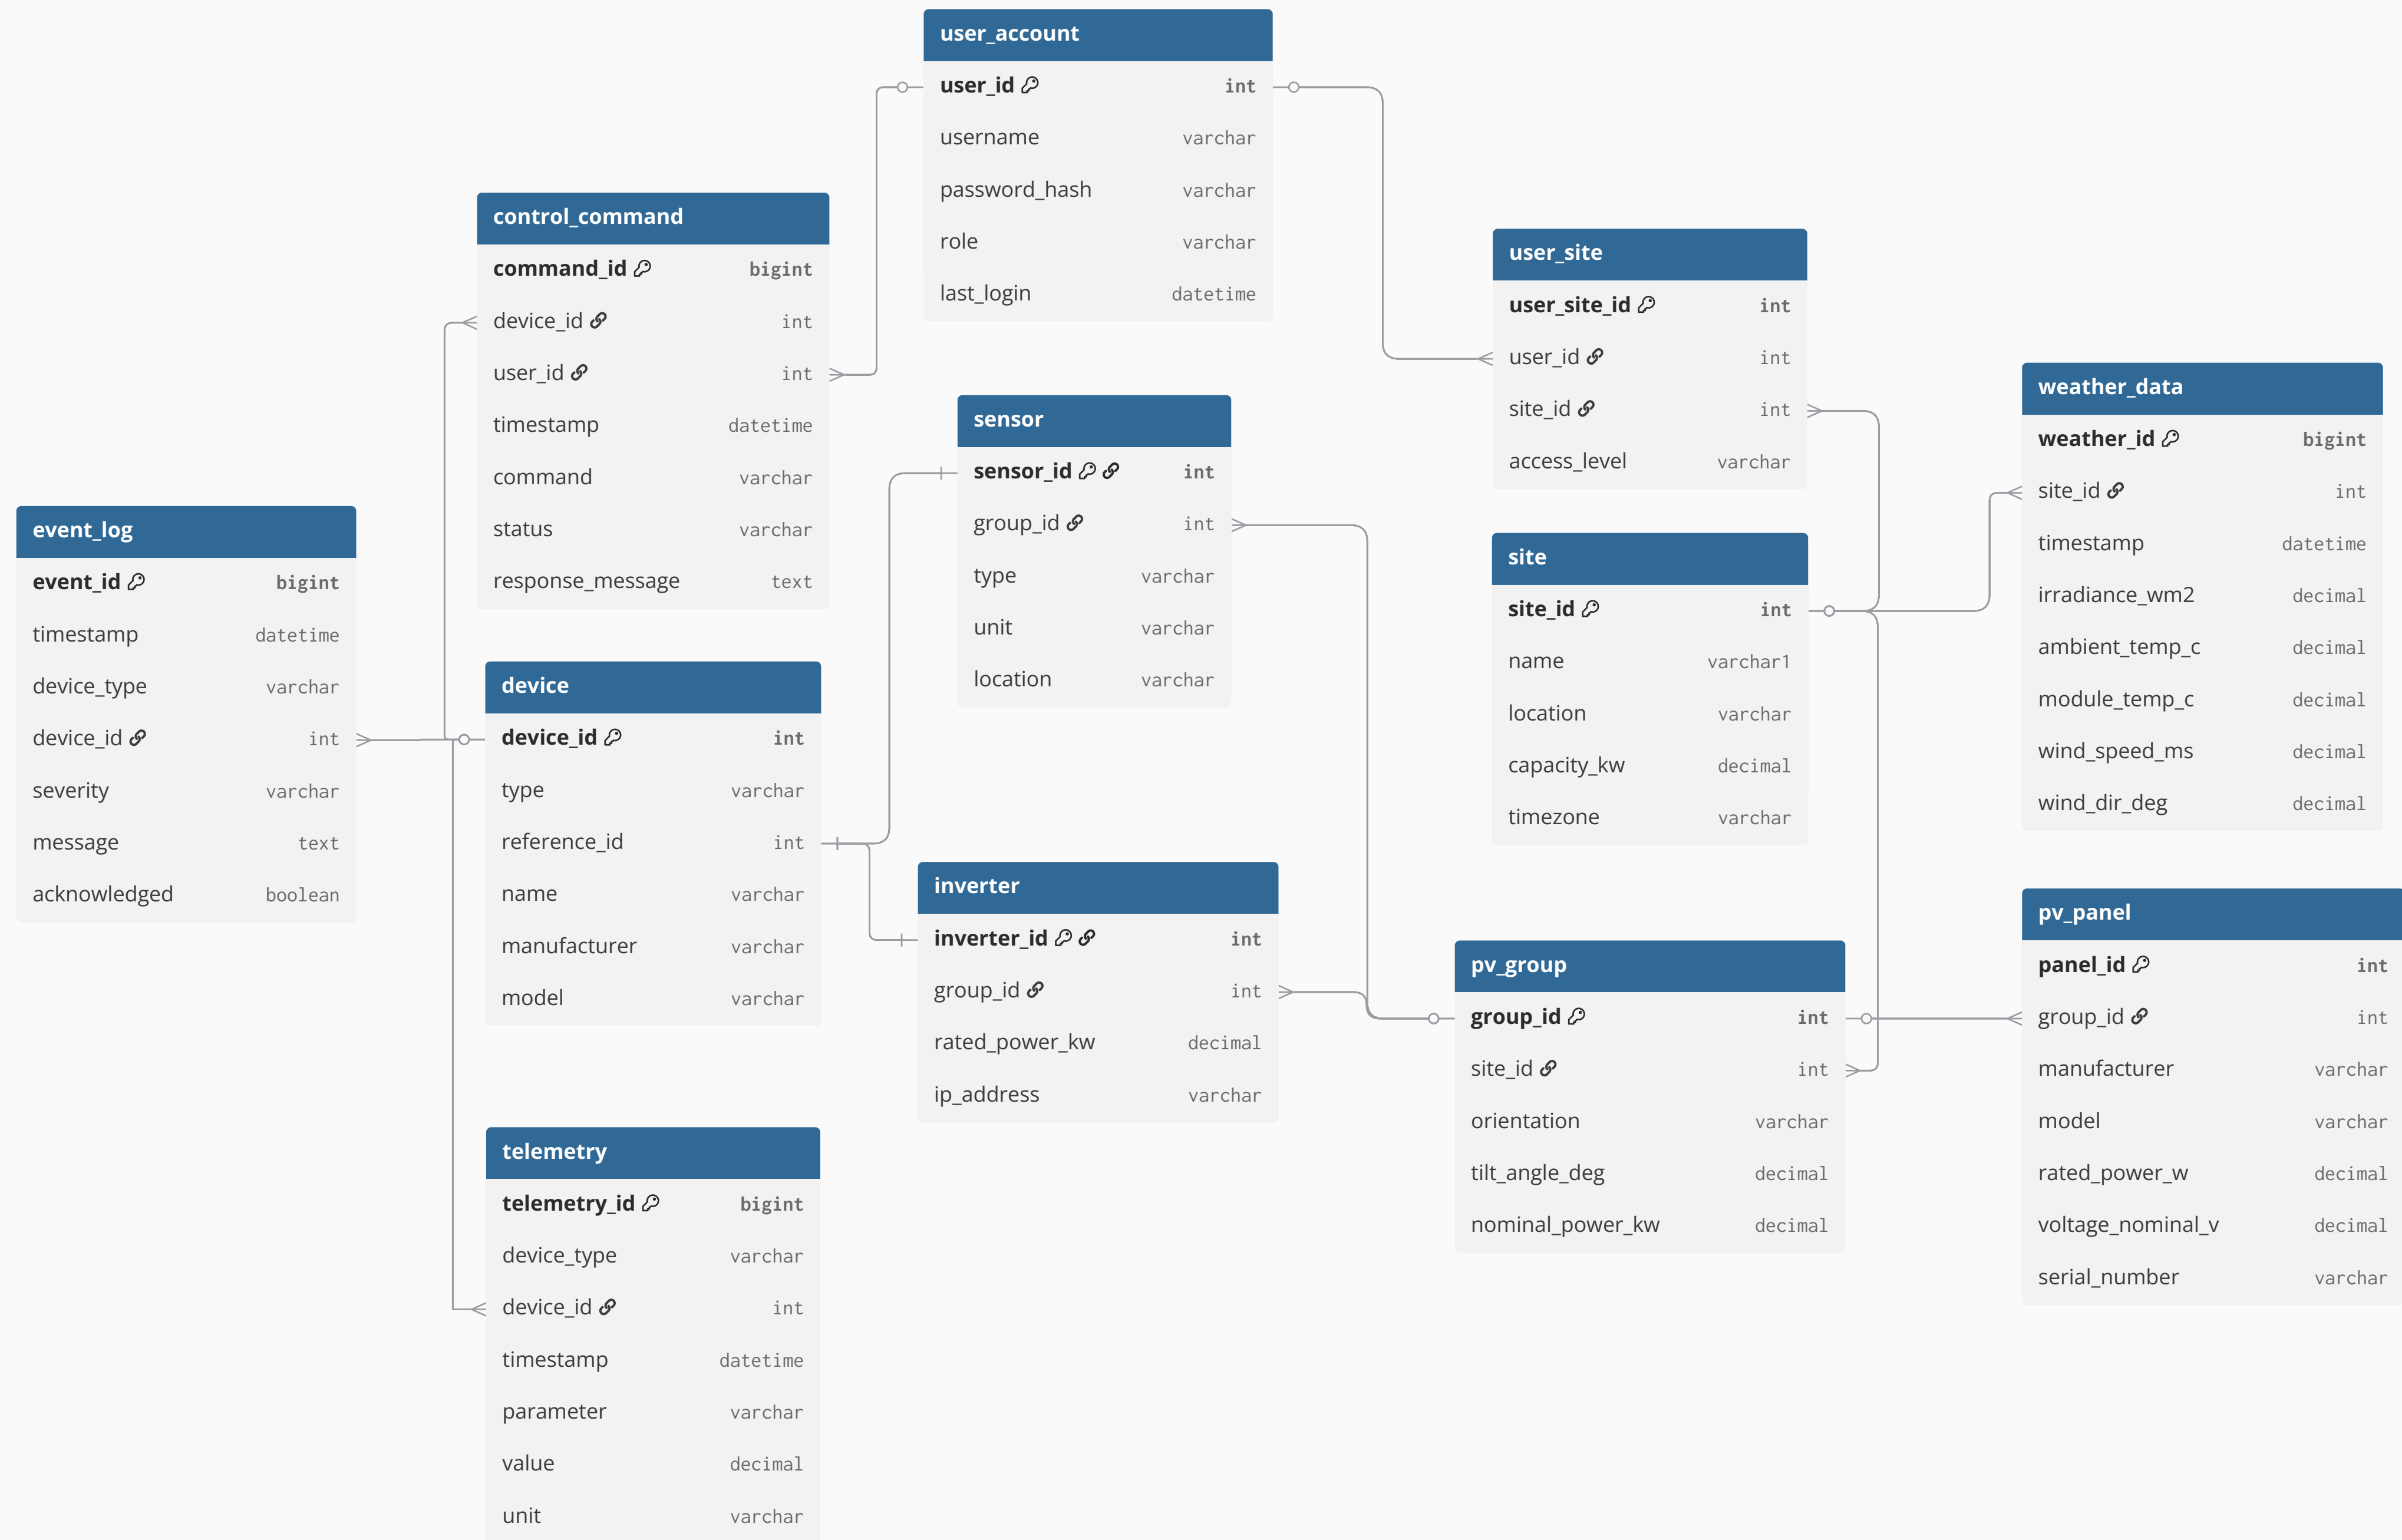 user_account
user_id int
username varchar
password_hash varchar
role varchar
last_login datetime
control_command
command_id bigint
device_id int
user_id int
timestamp datetime
command varchar
status varchar
response_message text
user_site
user_site_id int
user_id int
site_id int
access_level varchar
weather_data
weather_id bigint
site_id int
timestamp datetime
irradiance_wm2 decimal
ambient_temp_c decimal
module_temp_c decimal
wind_speed_ms decimal
wind_dir_deg decimal
sensor
sensor_id int
group_id int
type varchar
unit varchar
location varchar
event_log
event_id bigint
timestamp datetime
device_type varchar
device_id int
severity varchar
message text
acknowledged boolean
site
site_id int
name varchar1
location varchar
capacity_kw decimal
timezone varchar
device
device_id int
type varchar
reference_id int
name varchar
manufacturer varchar
model varchar
inverter
inverter_id int
group_id int
rated_power_kw decimal
ip_address varchar
pv_group
group_id int
site_id int
orientation varchar
tilt_angle_deg decimal
nominal_power_kw decimal
pv_panel
panel_id int
group_id int
manufacturer varchar
model varchar
rated_power_w decimal
voltage_nominal_v decimal
serial_number varchar
telemetry
telemetry_id bigint
device_type varchar
device_id int
timestamp datetime
parameter varchar
value decimal
unit varchar